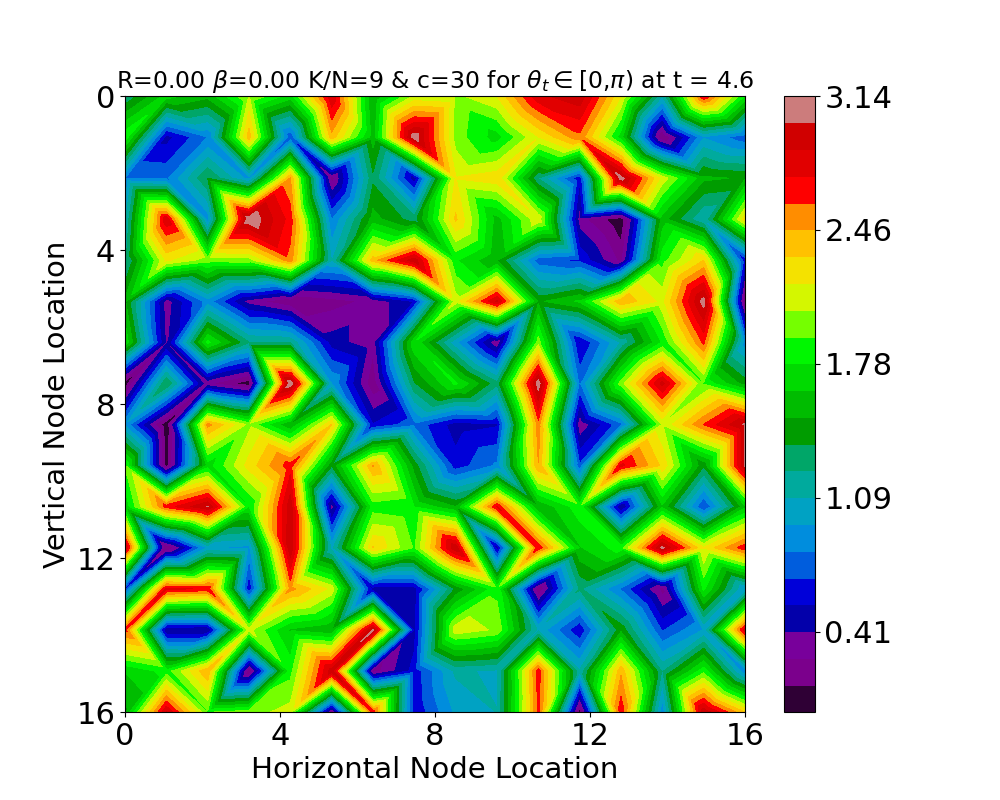 R=0.00 β=0.00 K/N=9 & c=30 for θₜ∈[0,π) at t = 4.6
0
4
8
12
16
0 4 8 12 16
Vertical Node Location
Horizontal Node Location
3.14
2.46
1.78
1.09
0.41